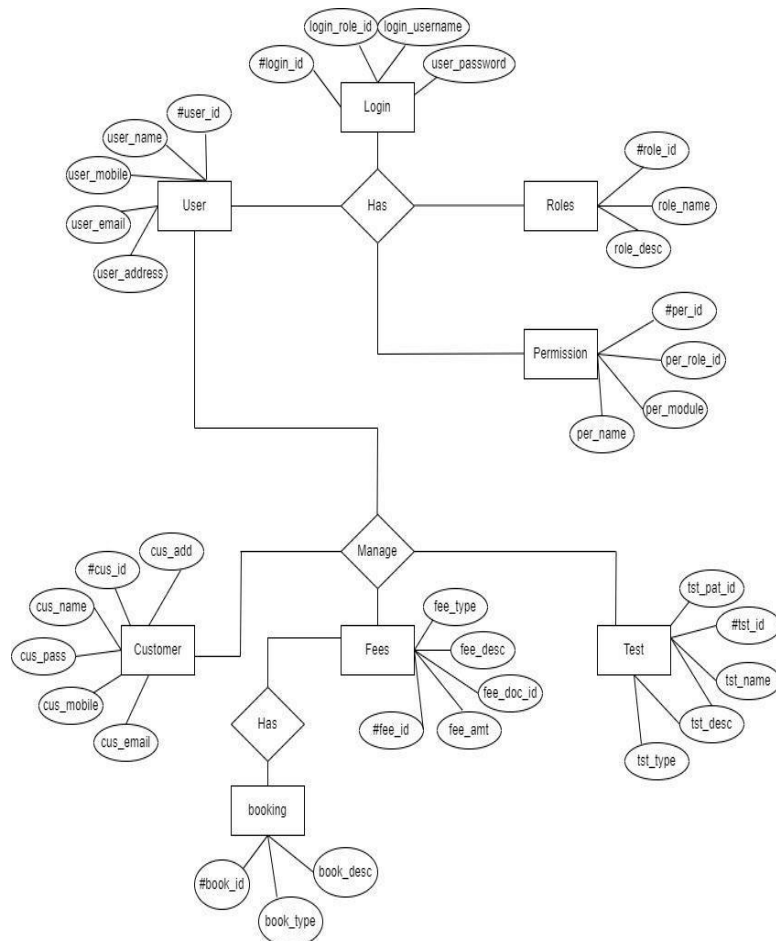 login_role_id
login_username
#login_id
user_password
Login
#user_id
user_name
user_mobile
User
user_email
user_address
Has
#role_id
Roles
role_name
role_desc
#per_id
Permission
per_role_id
per_module
per_name
Manage
cus_add
#cus_id
cus_name
Customer
cus_pass
cus_mobile
cus_email
fee_type
Fees
fee_desc
fee_doc_id
#fee_id
fee_amt
tst_pat_id
#tst_id
Test
tst_name
tst_desc
tst_type
Has
booking
#book_id
book_desc
book_type